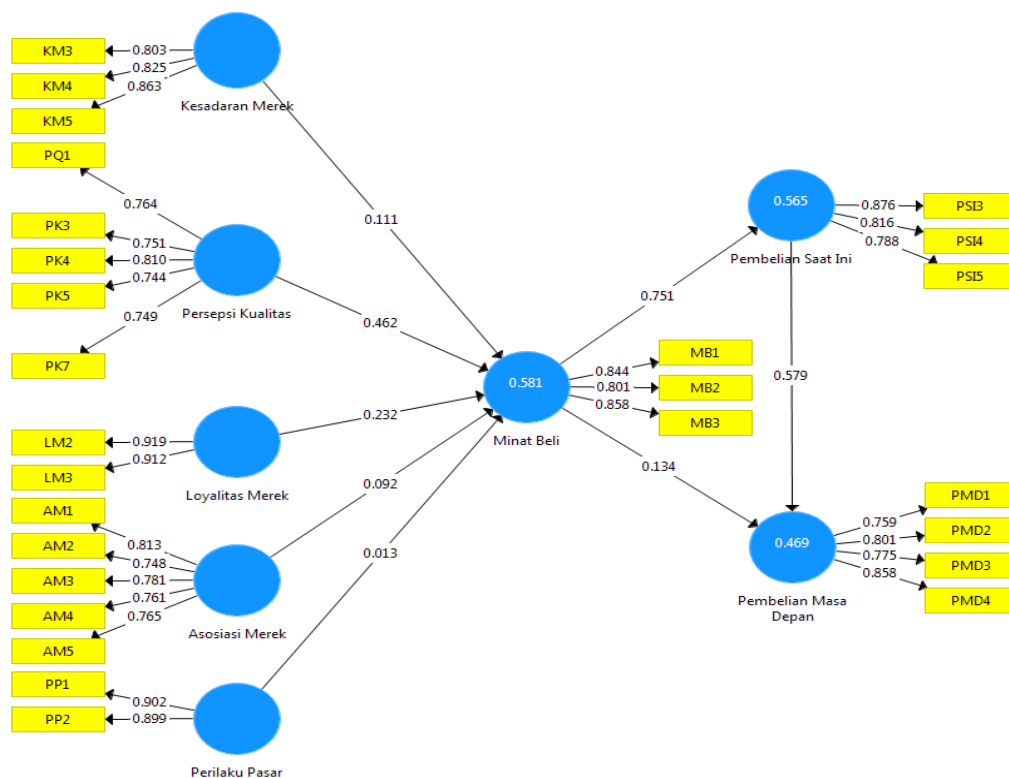 KM3
0.803
KM4
0.825
KM5
0.863
Kesadaran Merek
PQ1
0.764
PK3
0.751
PK4
0.810
PK5
0.744
PK7
0.749
Persepsi Kualitas
LM2
0.919
LM3
0.912
Loyalitas Merek
AM1
0.813
AM2
0.748
AM3
0.781
AM4
0.761
AM5
0.765
Asosiasi Merek
PP1
0.902
PP2
0.899
Perilaku Pasar
0.111
0.462
0.232
0.092
0.013
0.581
Minat Beli
0.844
MB1
0.801
MB2
0.858
MB3
0.751
0.134
0.565
Pembelian Saat Ini
0.876
PSI3
0.816
PSI4
0.788
PSI5
0.579
0.469
Pembelian Masa
Depan
0.759
PMD1
0.801
PMD2
0.775
PMD3
0.858
PMD4